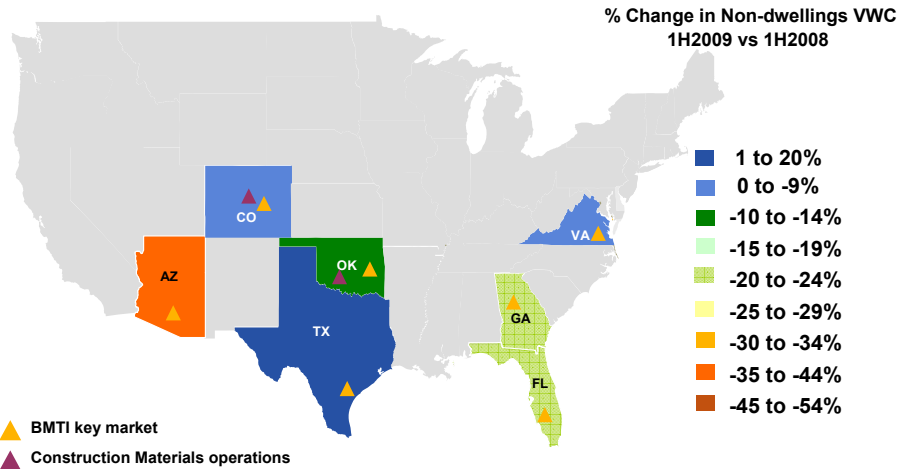 % Change in Non-dwellings VWC
1H2009 vs 1H2008
1 to 20%
0 to -9%
-10 to -14%
-15 to -19%
-20 to -24%
-25 to -29%
-30 to -34%
-35 to -44%
-45 to -54%
CO
VA
AZ
OK
TX
GA
FL
BMTI key market
Construction Materials operations